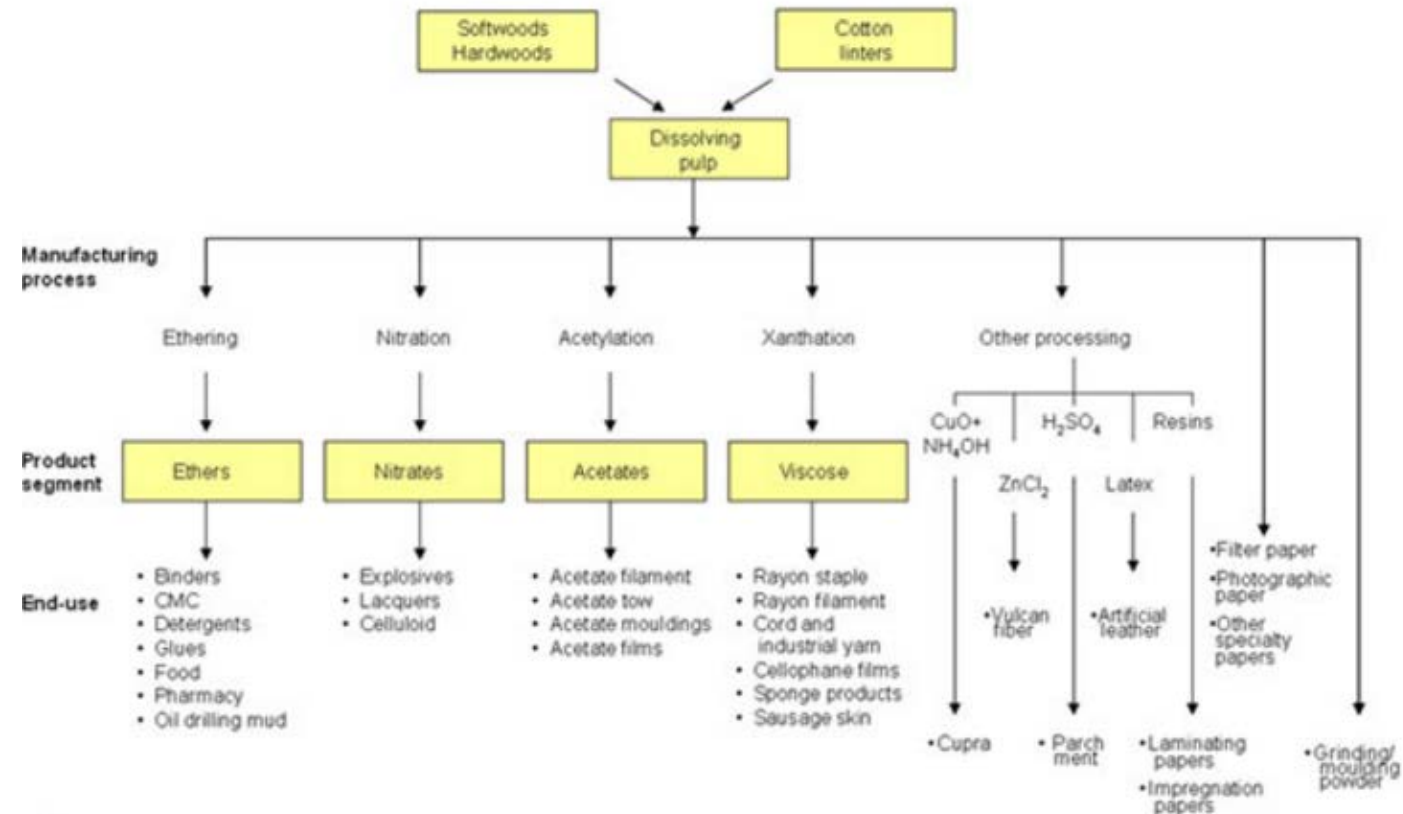 Softwoods
Hardwoods
Cotton
linters
Dissolving
pulp
Manufacturing
process
Ethering
Nitration
Acetylation
Xanthation
Other processing
CuO+
NH₄OH
ZnCl₂
H₂SO₄
Latex
Resins
Product
segment
Ethers
Nitrates
Acetates
Viscose
End-use
• Binders
• CMC
• Detergents
• Glues
• Food
• Pharmacy
• Oil drilling mud
• Explosives
• Lacquers
• Celluloid
• Acetate filament
• Acetate tow
• Acetate mouldings
• Acetate films
• Rayon staple
• Rayon filament
• Cord and
industrial yarn
• Cellophane films
• Sponge products
• Sausage skin
•Cupra
•Vulcan
fiber
• Parch
ment
•Artificial
leather
•Laminating
papers
•Impregnation
papers
•Filter paper
•Photographic
paper
•Other
specialty
papers
•Grinding/
moulding
powder